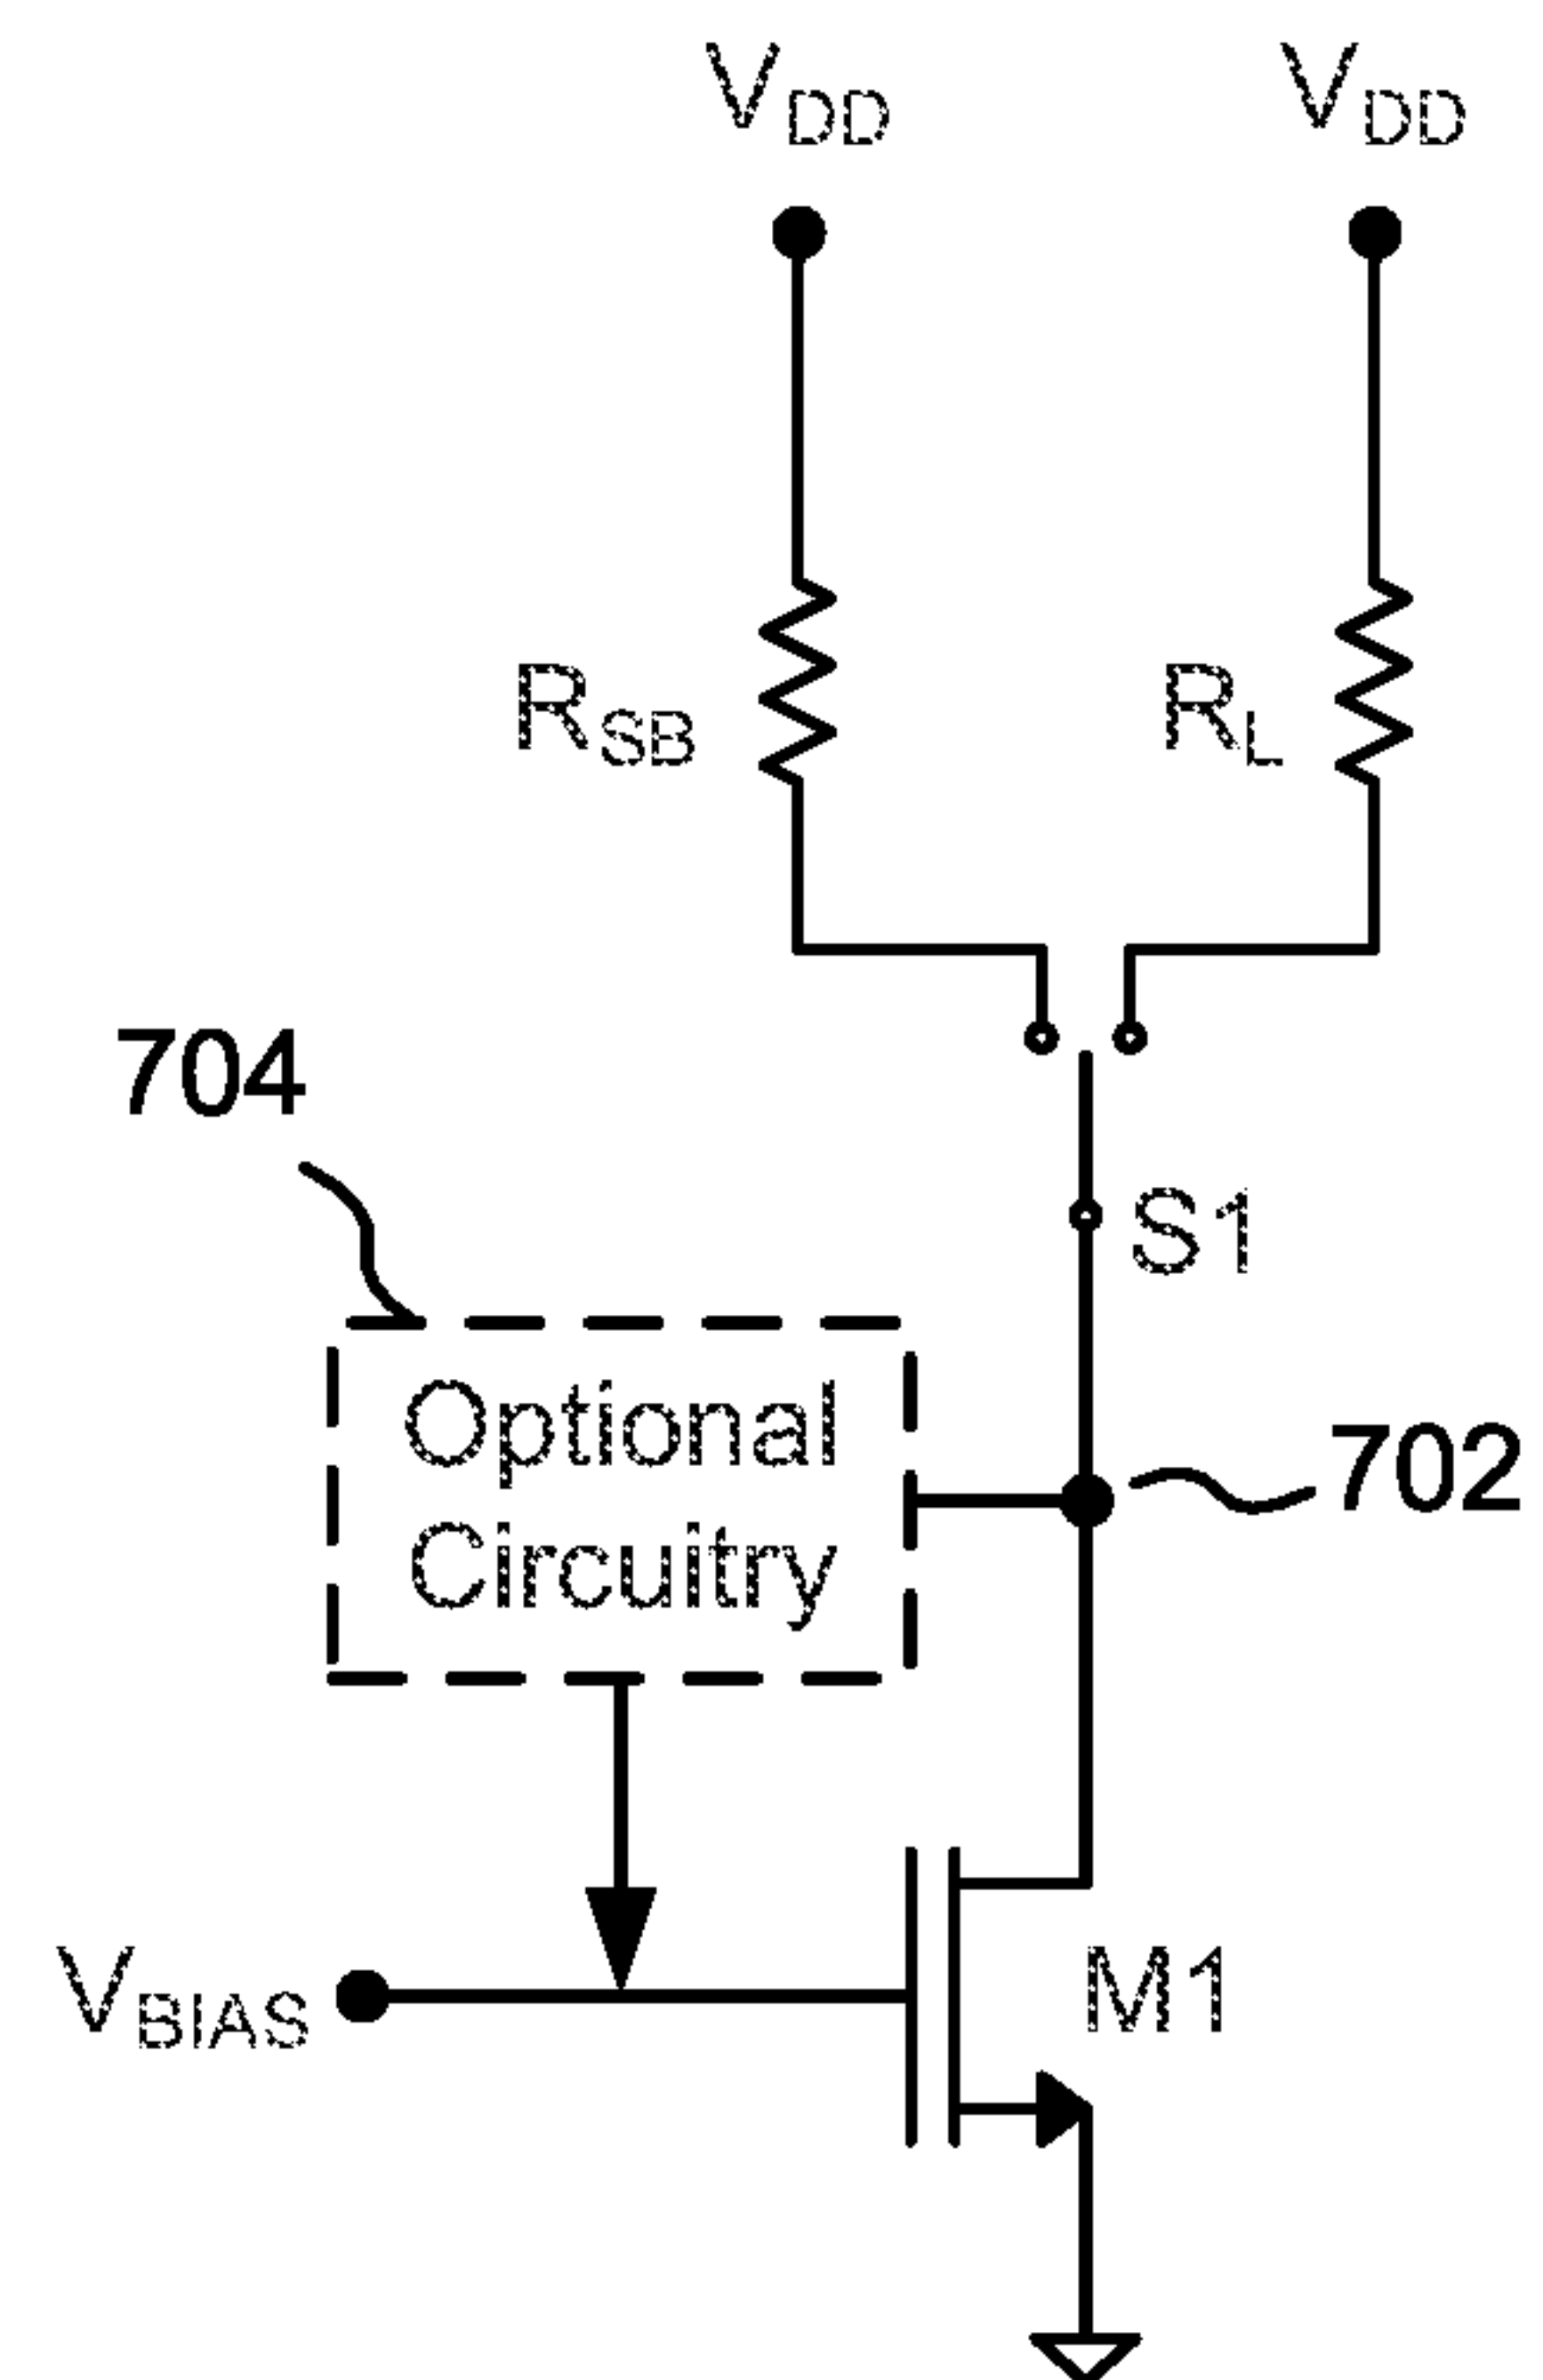 VDD VDD
RSB RL
704
S1
Optional
Circuitry
702
VBIAS
M1